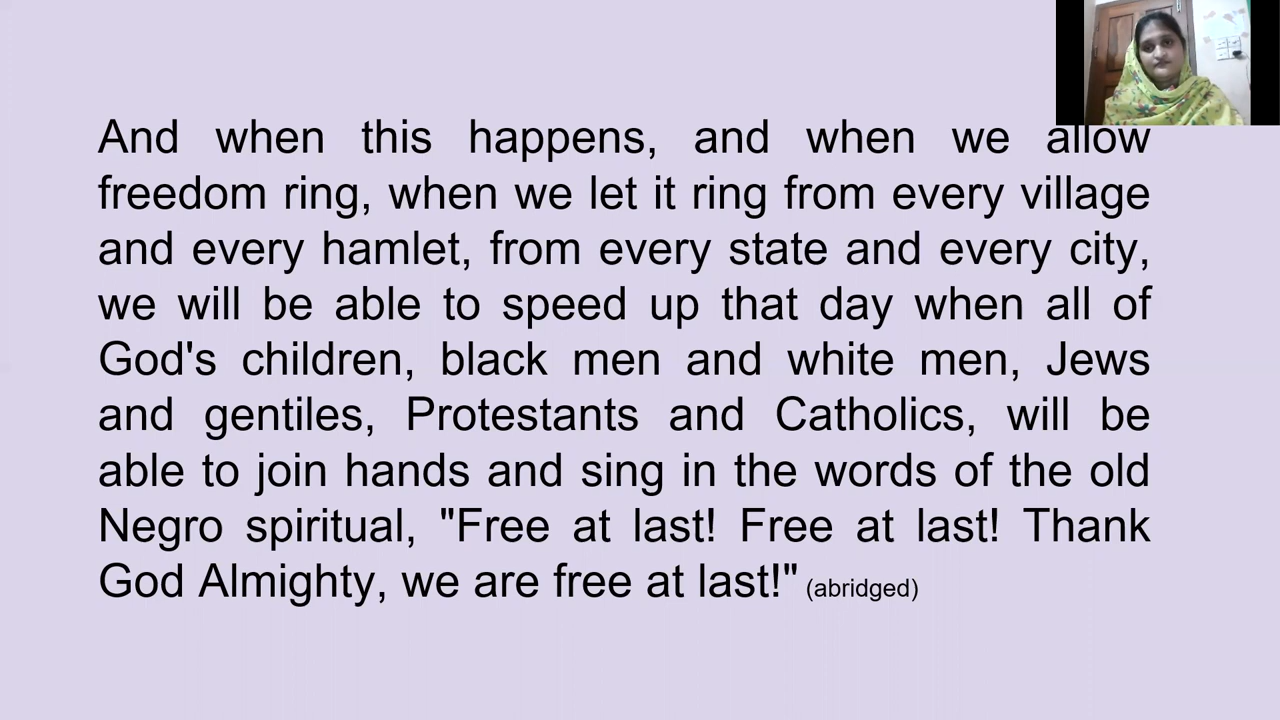 And when this happens, and when we allow
freedom ring, when we let it ring from every village
and every hamlet, from every state and every city,
we will be able to speed up that day when all of
God's children, black men and white men, Jews
and gentiles, Protestants and Catholics, will be
able to join hands and sing in the words of the old
Negro spiritual, "Free at last! Free at last! Thank
God Almighty, we are free at last!" (abridged)